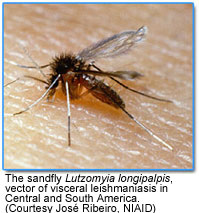 The sandfly Lutzomyia longipalpis,
vector of visceral leishmaniasis in
Central and South America.
(Courtesy José Ribeiro, NIAID)